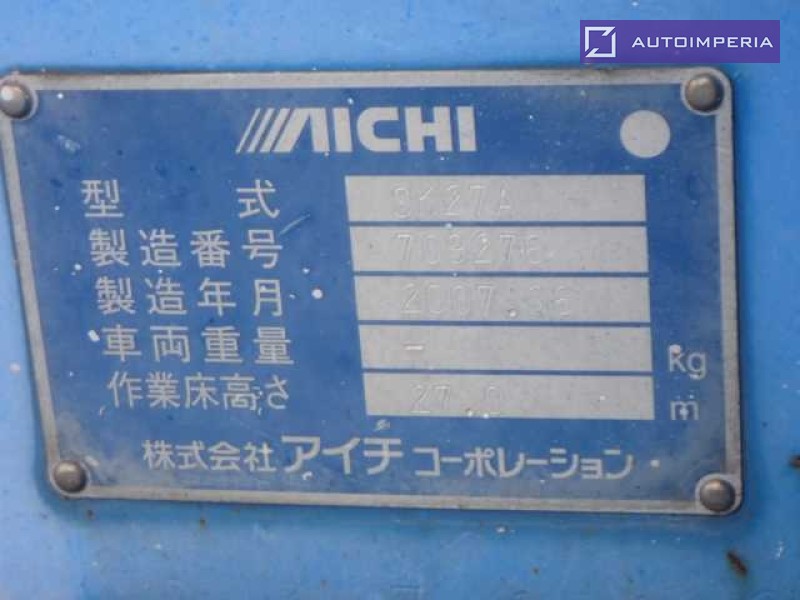 AUTOIMPERIA
AICHI
型 式 SK27A
製造番号 703276
製造年月 2007.
車両重量 - kg
作業床高さ 27.0 m
株式会社 アイチ コーポレーション